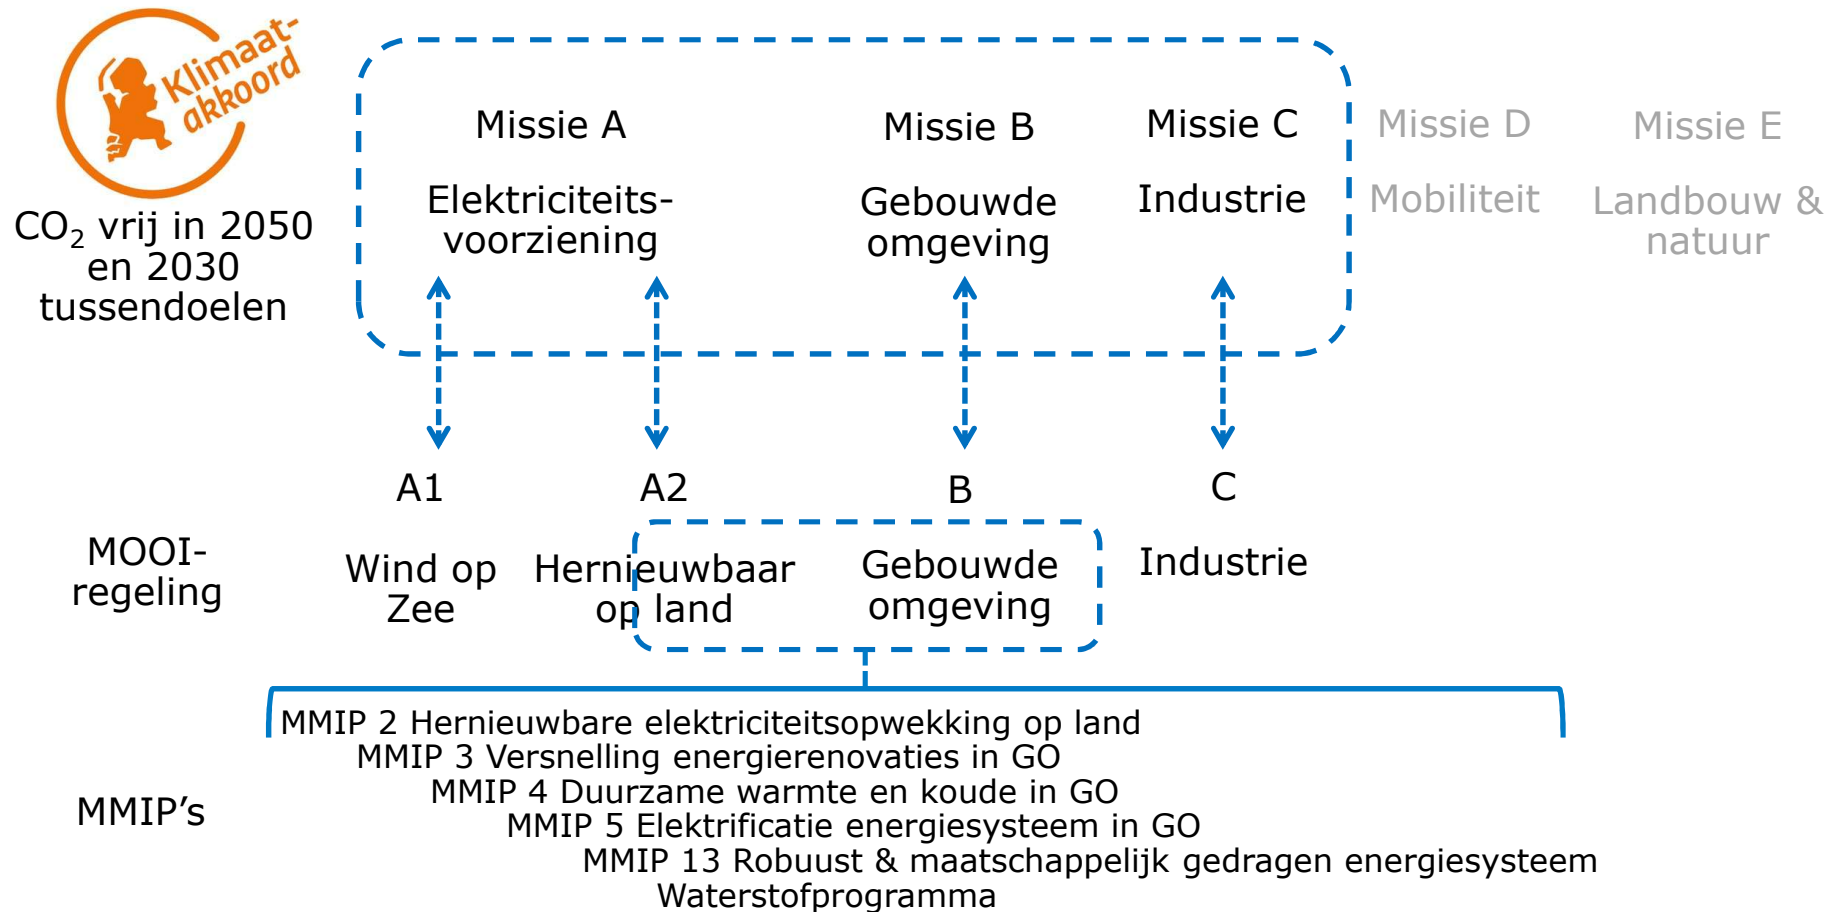 Klimaat-
akkoord
CO₂ vrij in 2050
en 2030
tussendoelen
Missie A
Elektriciteits-
voorziening
Missie B
Gebouwde
omgeving
Missie C
Industrie
Missie D
Mobiliteit
Missie E
Landbouw &
natuur
MOOI-
regeling
A1
Wind op
Zee
A2
Hernieuwbaar
op land
B
Gebouwde
omgeving
C
Industrie
MMIP's
MMIP 2 Hernieuwbare elektriciteitsopwekking op land
MMIP 3 Versnelling energierenovaties in GO
MMIP 4 Duurzame warmte en koude in GO
MMIP 5 Elektrificatie energiesysteem in GO
MMIP 13 Robuust & maatschappelijk gedragen energiesysteem
Waterstofprogramma